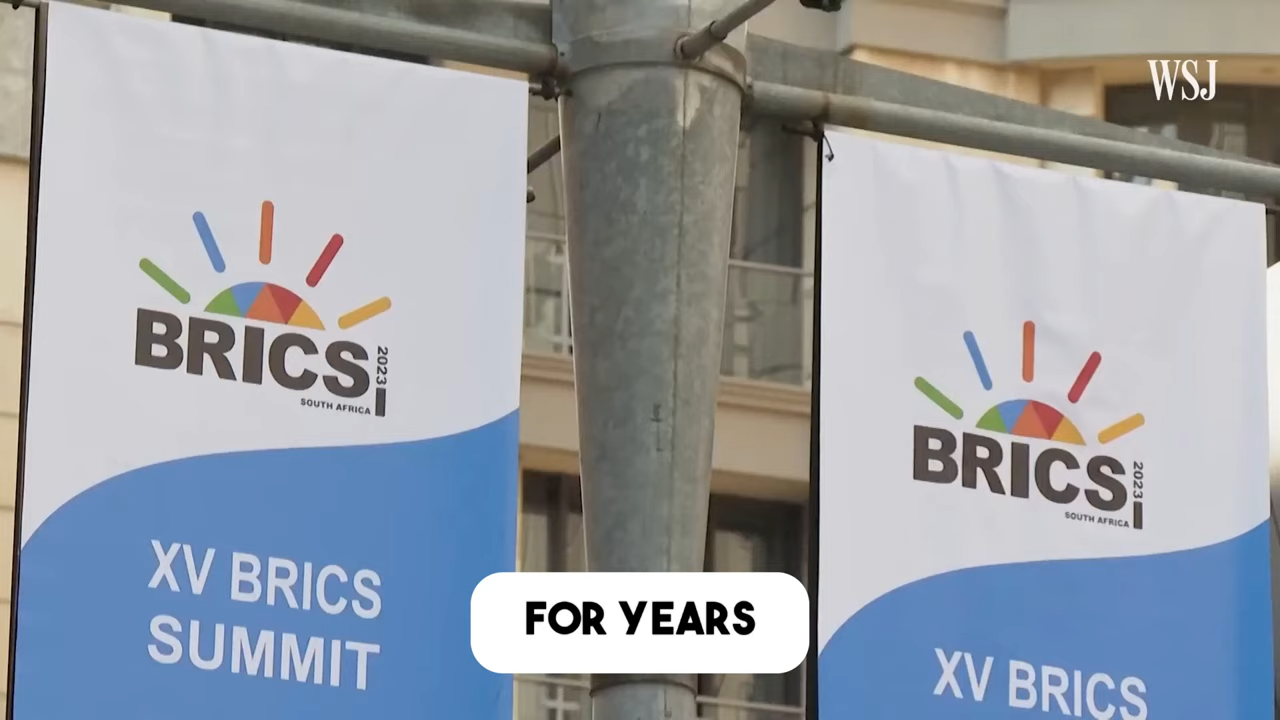 WSJ
BRICS
2023
SOUTH AFRICA
XV BRICS
SUMMIT
BRICS
2023
SOUTH AFRICA
XV BRICS
FOR YEARS